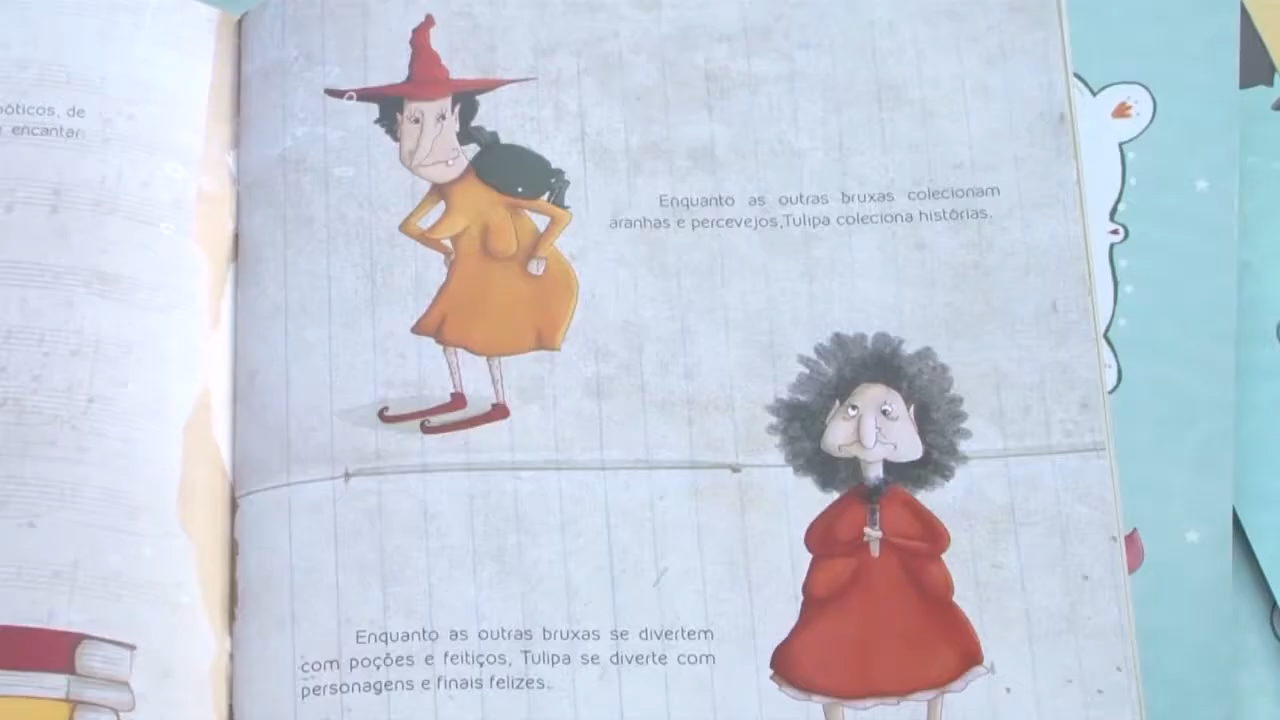 de
encantar.
Enquanto as outras bruxas colecionam
aranhas e percevejos,Tulipa coleciona histórias.
Enquanto as outras bruxas se divertem
com poções e feitiços, Tulipa se diverte com
personagens e finais felizes.